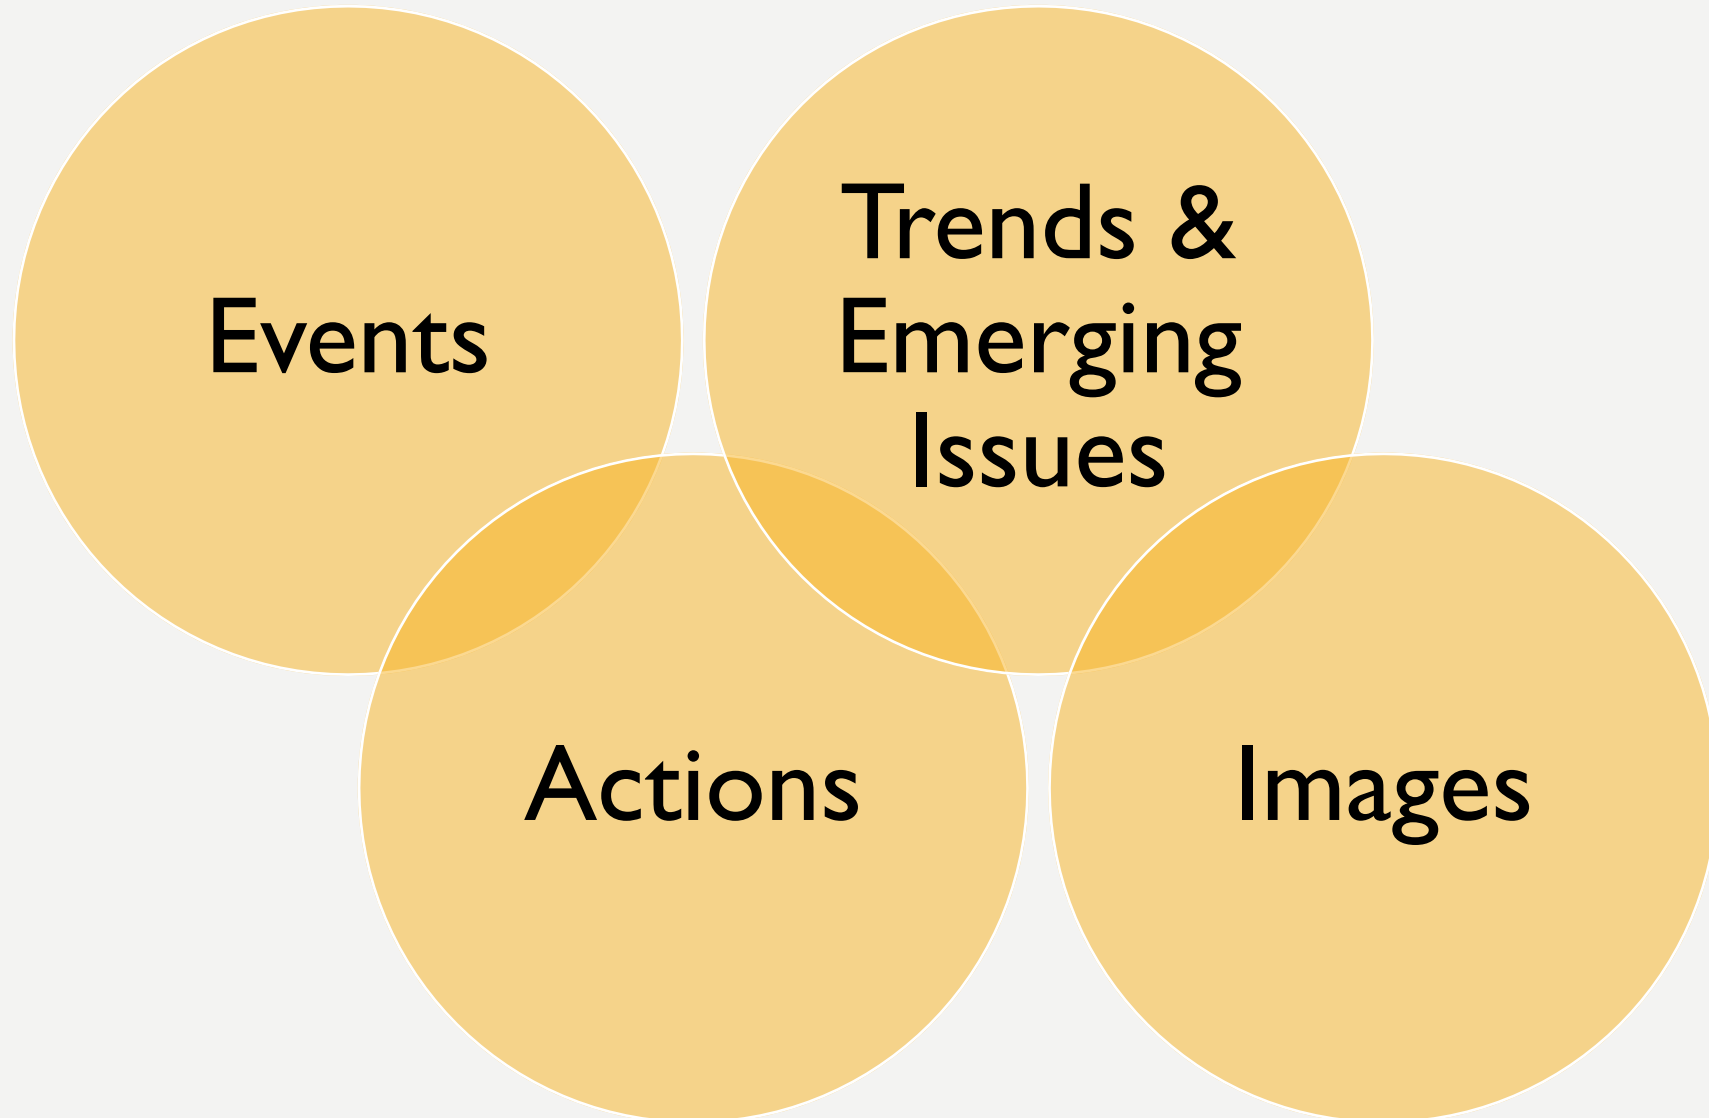 Events
Trends &
Emerging
Issues
Actions
Images